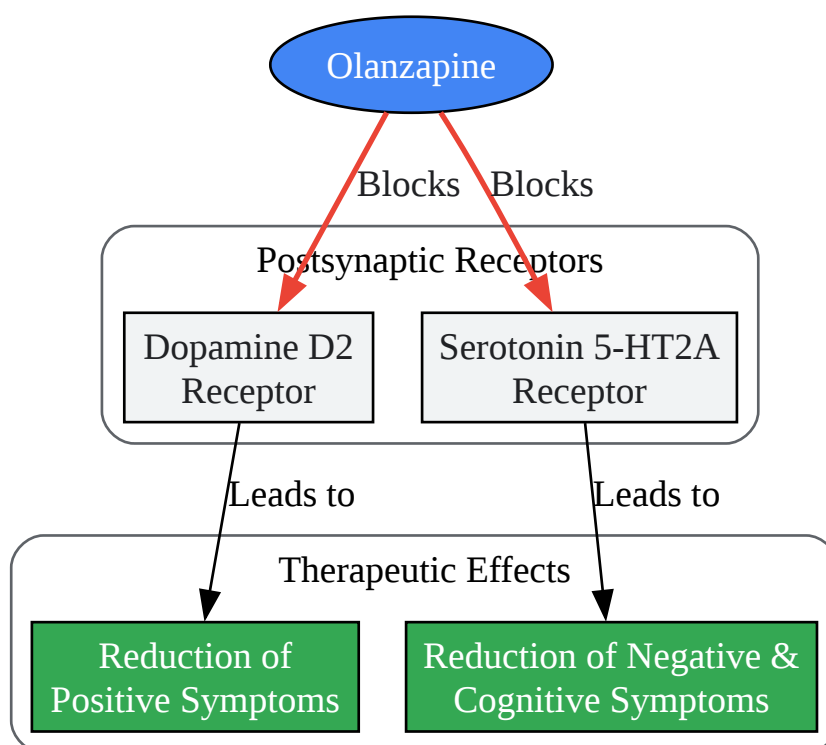 Olanzapine
Blocks
Blocks
Postsynaptic Receptors
Dopamine D2
Receptor
Serotonin 5-HT2A
Receptor
Leads to
Leads to
Therapeutic Effects
Reduction of
Positive Symptoms
Reduction of Negative &
Cognitive Symptoms